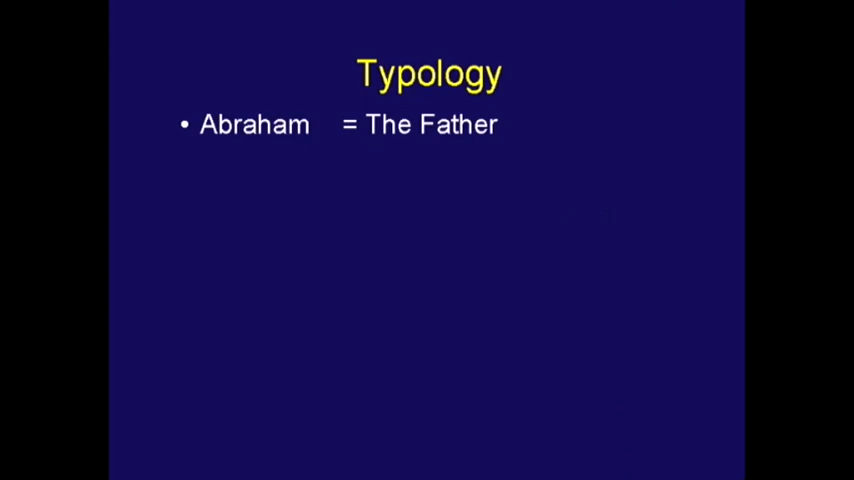 Typology
• Abraham = The Father